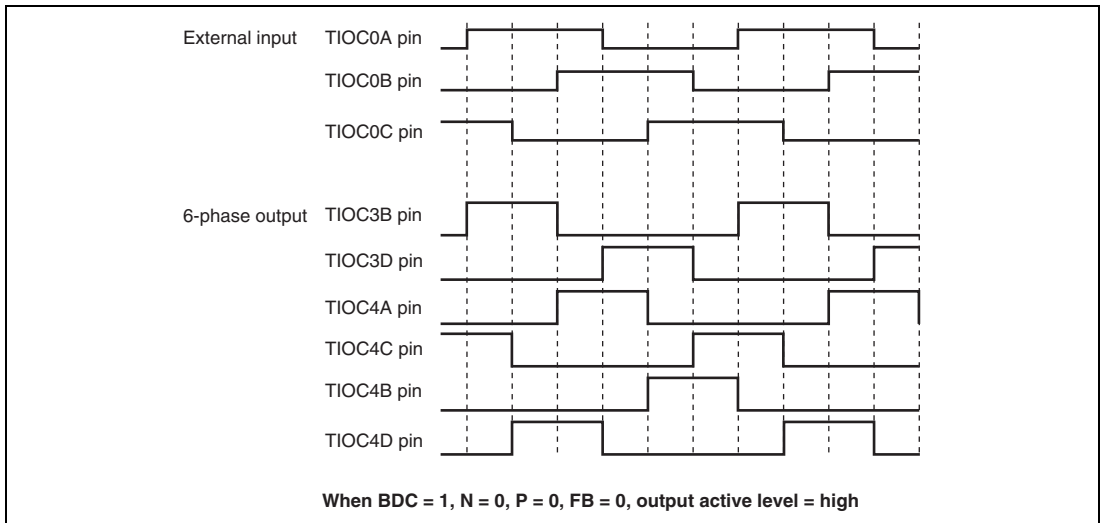 External input TIOC0A pin
TIOC0B pin
TIOC0C pin
6-phase output TIOC3B pin
TIOC3D pin
TIOC4A pin
TIOC4C pin
TIOC4B pin
TIOC4D pin
When BDC = 1, N = 0, P = 0, FB = 0, output active level = high